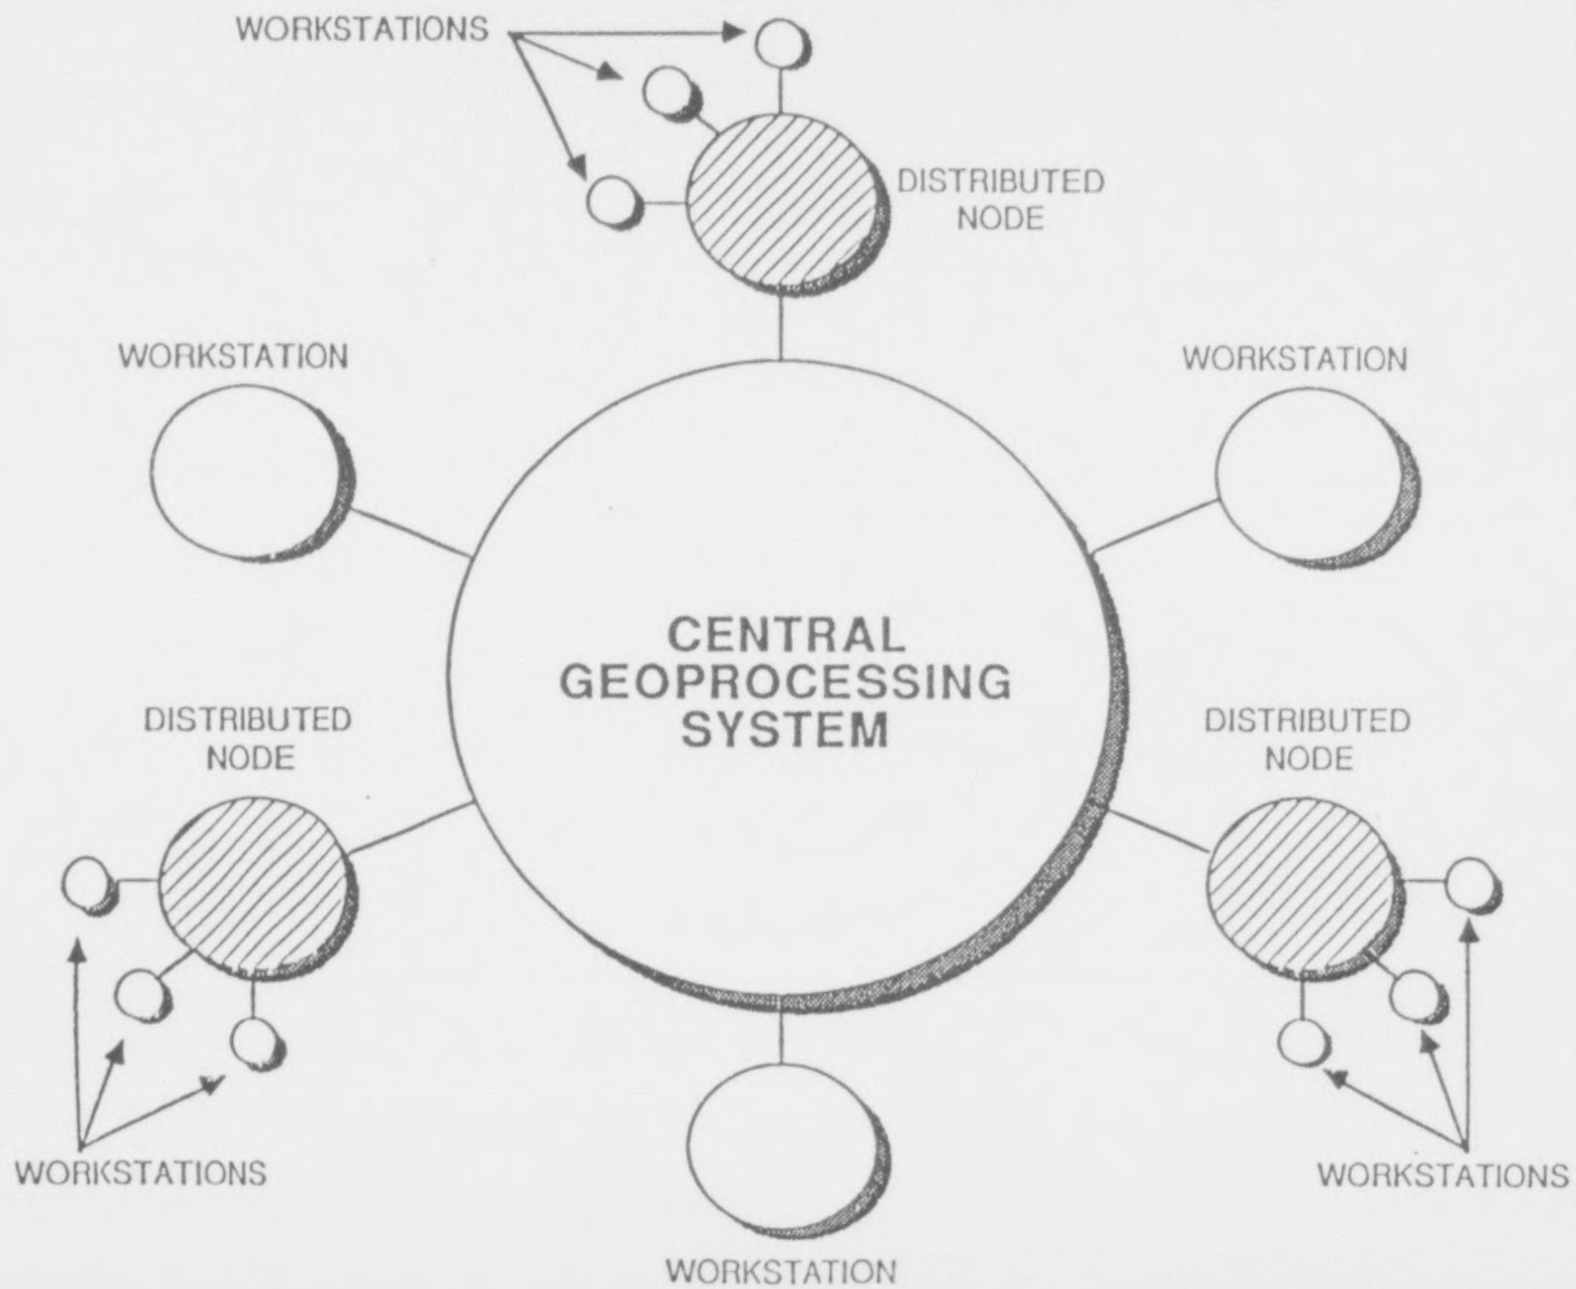 WORKSTATIONS
DISTRIBUTED
NODE
WORKSTATION
WORKSTATION
CENTRAL
GEOPROCESSING
SYSTEM
DISTRIBUTED
NODE
DISTRIBUTED
NODE
WORKSTATIONS
WORKSTATIONS
WORKSTATION